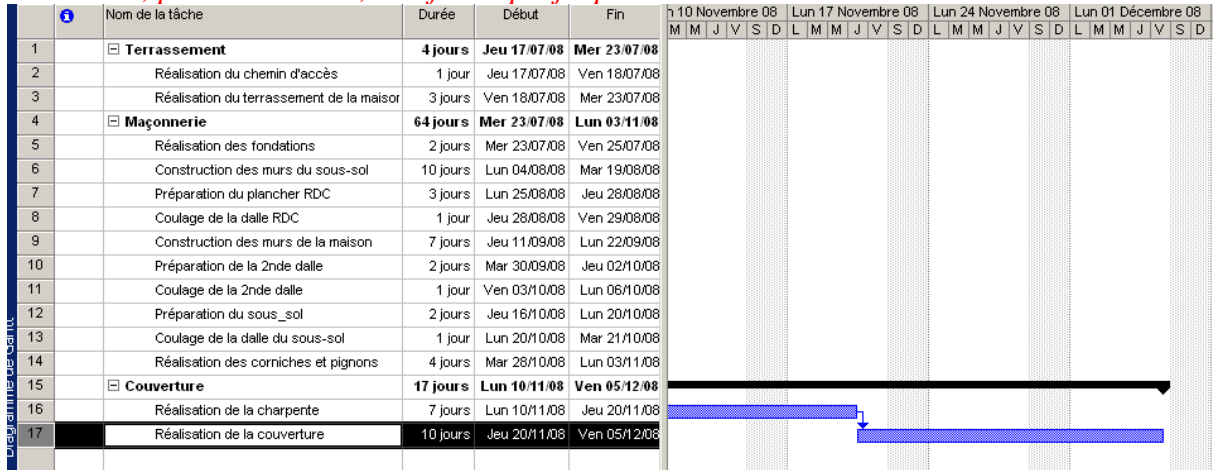 Nom de la tâche Durée Début Fin 10 Novembre 08 Lun 17 Novembre 08 Lun 24 Novembre 08 Lun 01 Décembre 08
M M J V S D L M M J V S D L M M J V S D L M M J V S D
1 Terrassement 4 jours Jeu 17/07/08 Mer 23/07/08
2 Réalisation du chemin d'accès 1 jour Jeu 17/07/08 Ven 18/07/08
3 Réalisation du terrassement de la maisor 3 jours Ven 18/07/08 Mer 23/07/08
4 Maçonnerie 64 jours Mer 23/07/08 Lun 03/11/08
5 Réalisation des fondations 2 jours Mer 23/07/08 Ven 25/07/08
6 Construction des murs du sous-sol 10 jours Lun 04/08/08 Mar 19/08/08
7 Préparation du plancher RDC 3 jours Lun 25/08/08 Jeu 28/08/08
8 Coulage de la dalle RDC 1 jour Jeu 28/08/08 Ven 29/08/08
9 Construction des murs de la maison 7 jours Jeu 11/09/08 Lun 22/09/08
10 Préparation de la 2nde dalle 2 jours Mar 30/09/08 Jeu 02/10/08
11 Coulage de la 2nde dalle 1 jour Ven 03/10/08 Lun 06/10/08
12 Préparation du sous_sol 2 jours Jeu 16/10/08 Lun 20/10/08
13 Coulage de la dalle du sous-sol 1 jour Lun 20/10/08 Mar 21/10/08
14 Réalisation des corniches et pignons 4 jours Mar 28/10/08 Lun 03/11/08
15 Couverture 17 jours Lun 10/11/08 Ven 05/12/08
16 Réalisation de la charpente 7 jours Lun 10/11/08 Jeu 20/11/08
17 Réalisation de la couverture 10 jours Jeu 20/11/08 Ven 05/12/08
Diagramme de Gantt